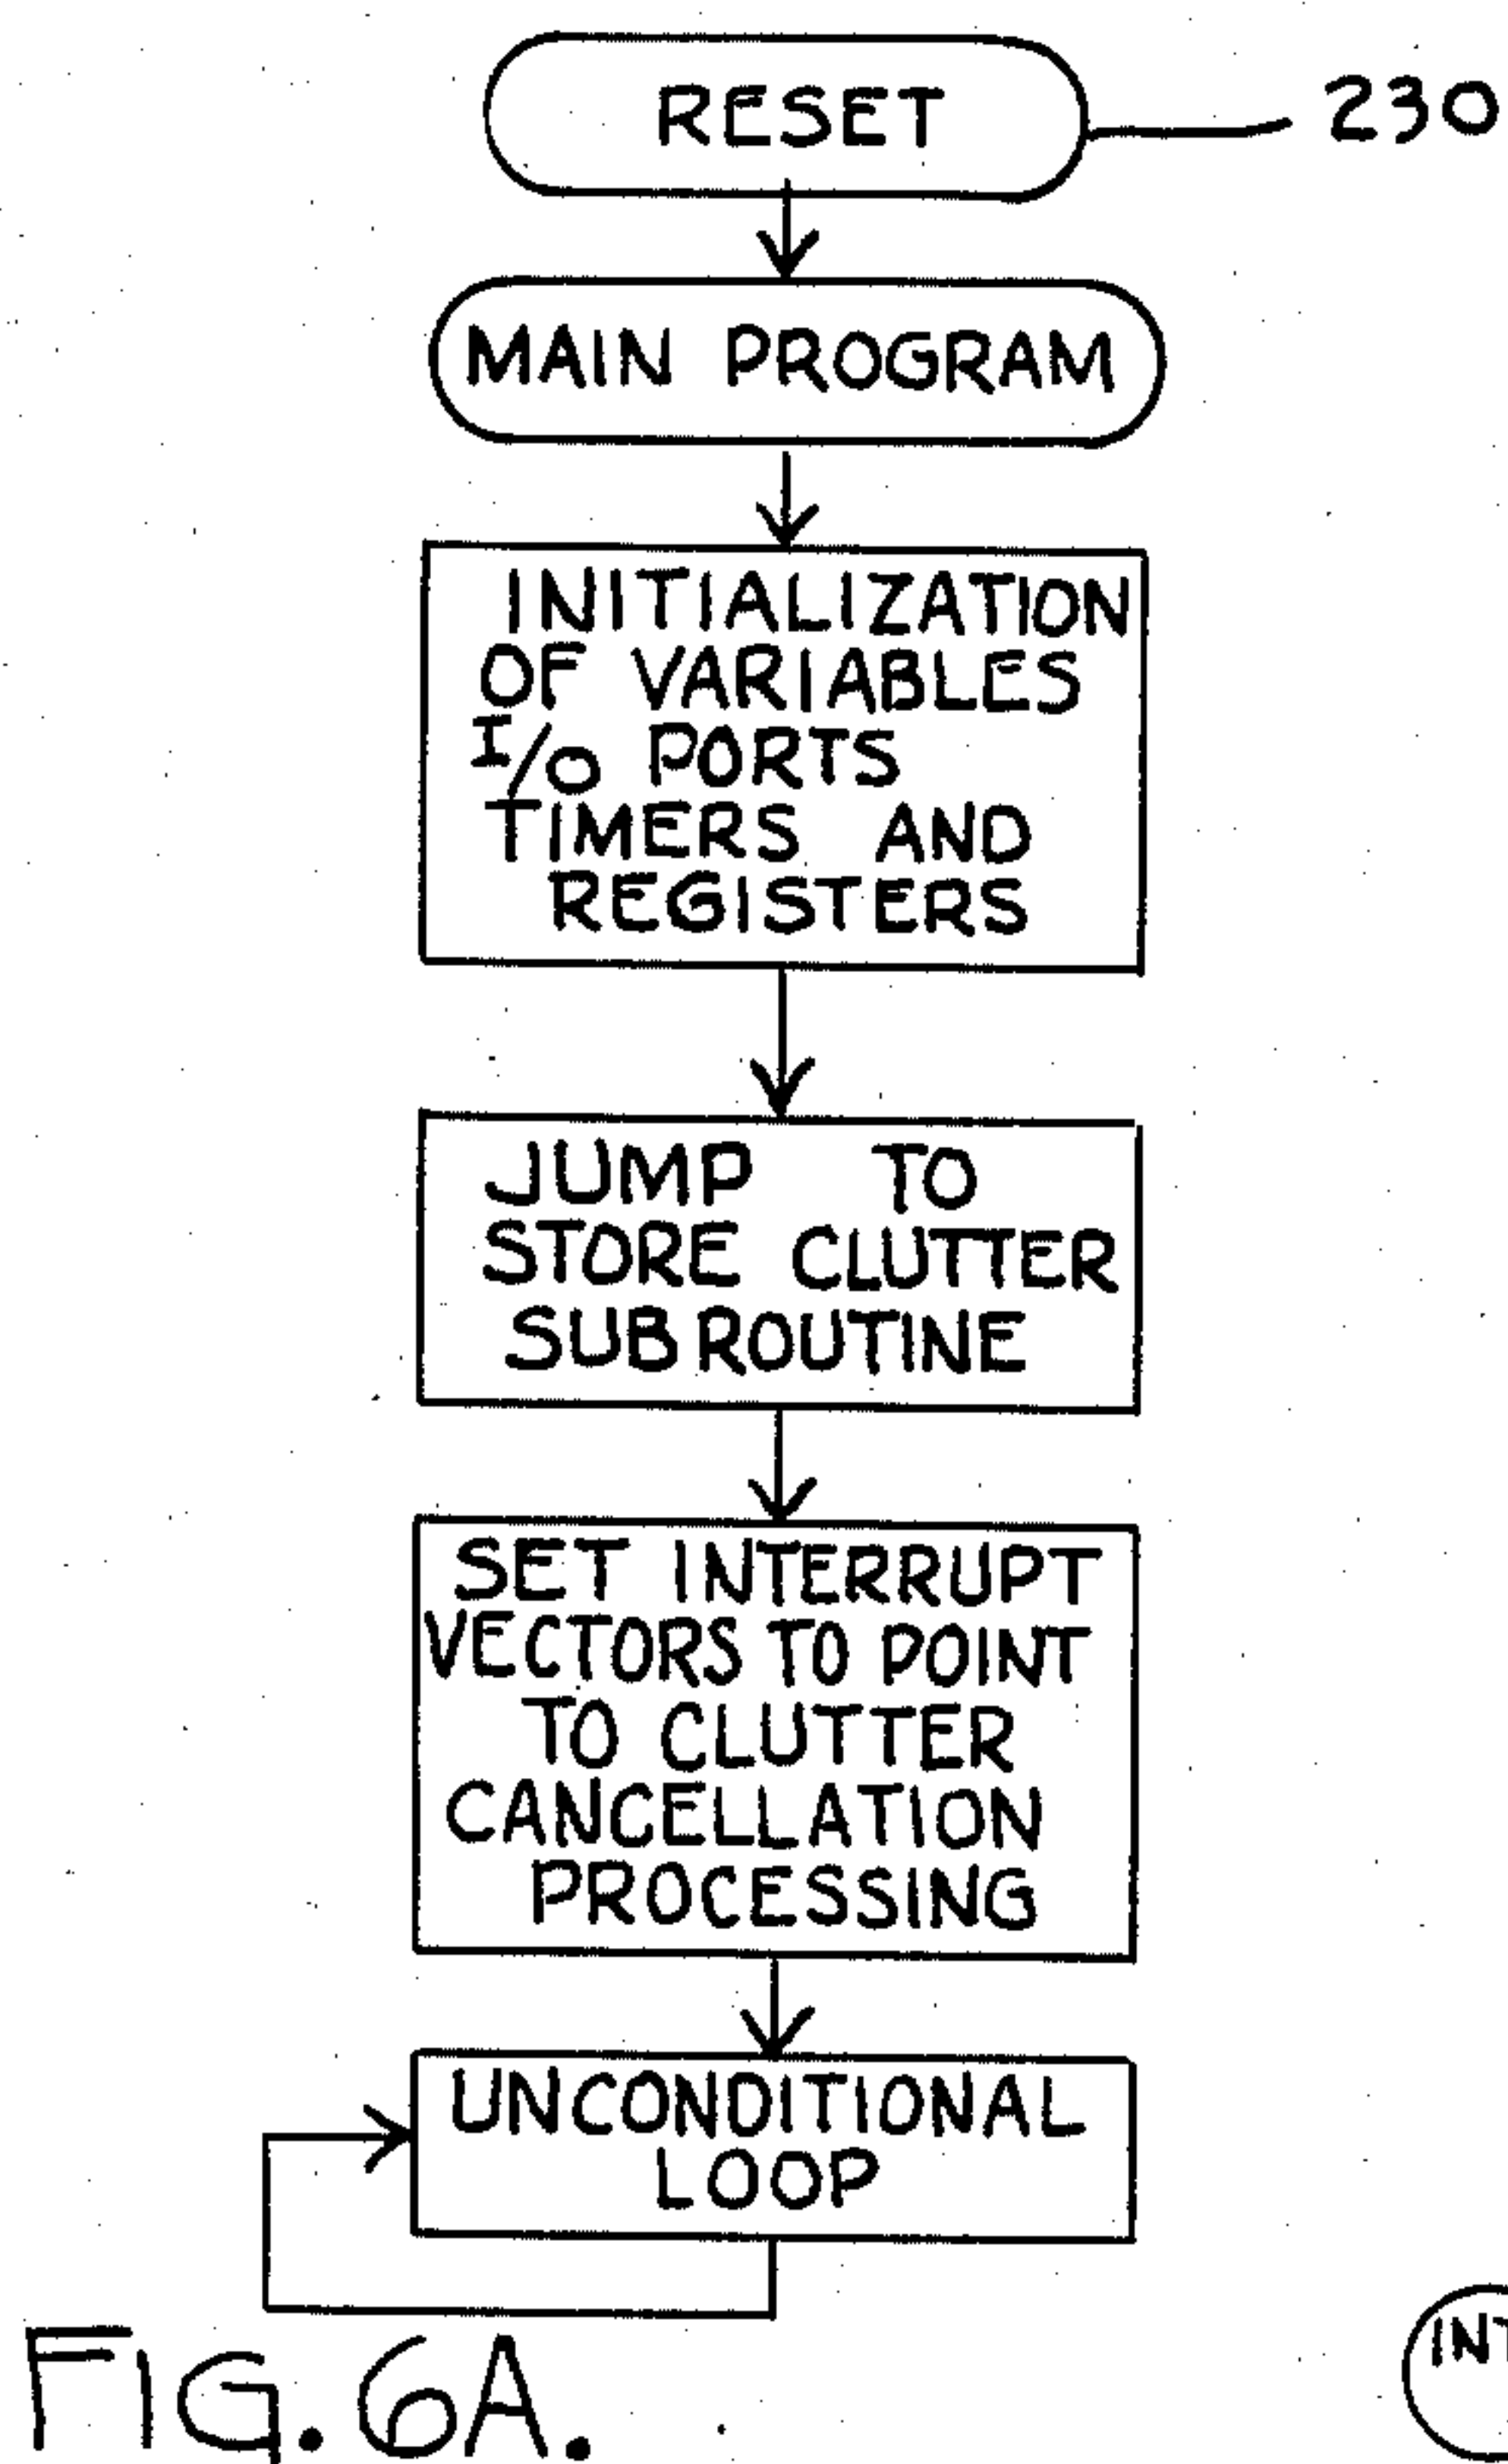 RESET
230
MAIN PROGRAM
INITIALIZATION
OF VARIABLES
I/O PORTS
TIMERS AND
REGISTERS
JUMP TO
STORE CLUTTER
SUBROUTINE
SET INTERRUPT
VECTORS TO POINT
TO CLUTTER
CANCELLATION
PROCESSING
UNCONDITIONAL
LOOP
FIG. 6A.